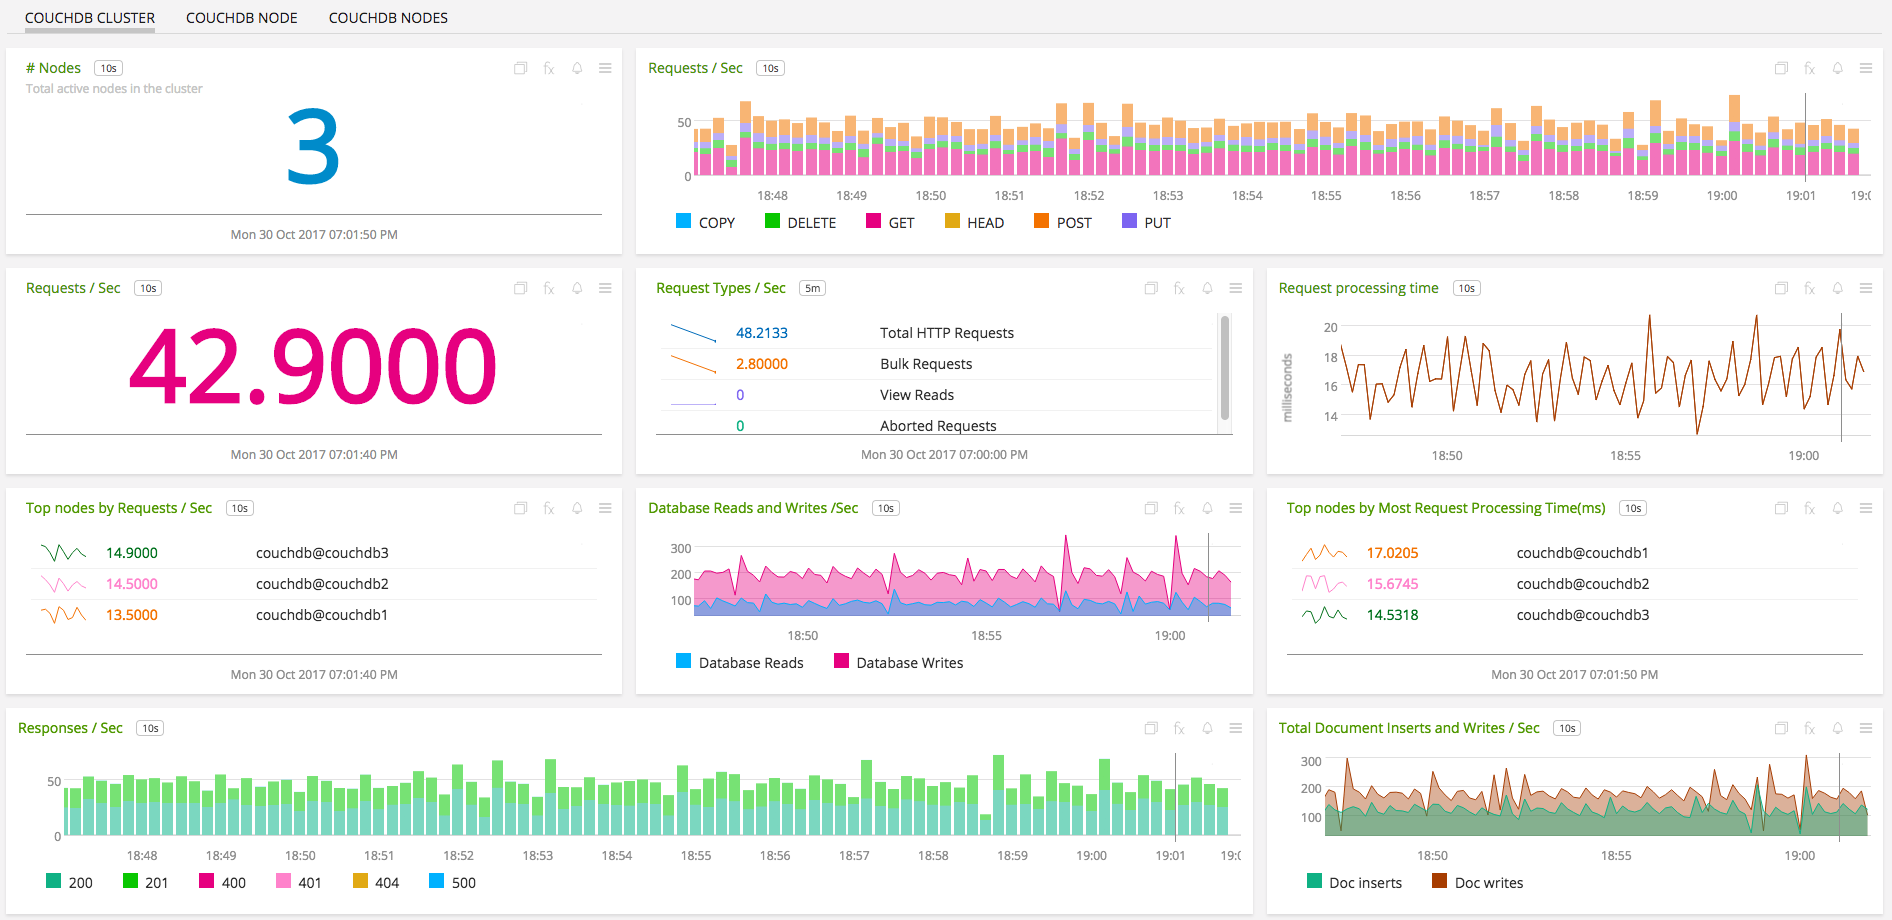 COUCHDB CLUSTER COUCHDB NODE COUCHDB NODES
# Nodes 10s fx
Total active nodes in the cluster
3
Mon 30 Oct 2017 07:01:50 PM
Requests / Sec 10s fx
50
0
18:48 18:49 18:50 18:51 18:52 18:53 18:54 18:55 18:56 18:57 18:58 18:59 19:00 19:01 19:0
COPY DELETE GET HEAD POST PUT
Requests / Sec 10s fx
42.9000
Mon 30 Oct 2017 07:01:40 PM
Request Types / Sec 5m fx
48.2133 Total HTTP Requests
2.80000 Bulk Requests
0 View Reads
0 Aborted Requests
Mon 30 Oct 2017 07:00:00 PM
Request processing time 10s fx
milliseconds
20
18
16
14
18:50 18:55 19:00
Top nodes by Requests / Sec 10s fx
14.9000 couchdb@couchdb3
14.5000 couchdb@couchdb2
13.5000 couchdb@couchdb1
Mon 30 Oct 2017 07:01:40 PM
Database Reads and Writes /Sec 10s fx
300
200
100
18:50 18:55 19:00
Database Reads Database Writes
Top nodes by Most Request Processing Time(ms) 10s fx
17.0205 couchdb@couchdb1
15.6745 couchdb@couchdb2
14.5318 couchdb@couchdb3
Mon 30 Oct 2017 07:01:50 PM
Responses / Sec 10s fx
50
0
18:48 18:49 18:50 18:51 18:52 18:53 18:54 18:55 18:56 18:57 18:58 18:59 19:00 19:01 19:0
200 201 400 401 404 500
Total Document Inserts and Writes / Sec 10s fx
300
200
100
18:50 18:55 19:00
Doc inserts Doc writes